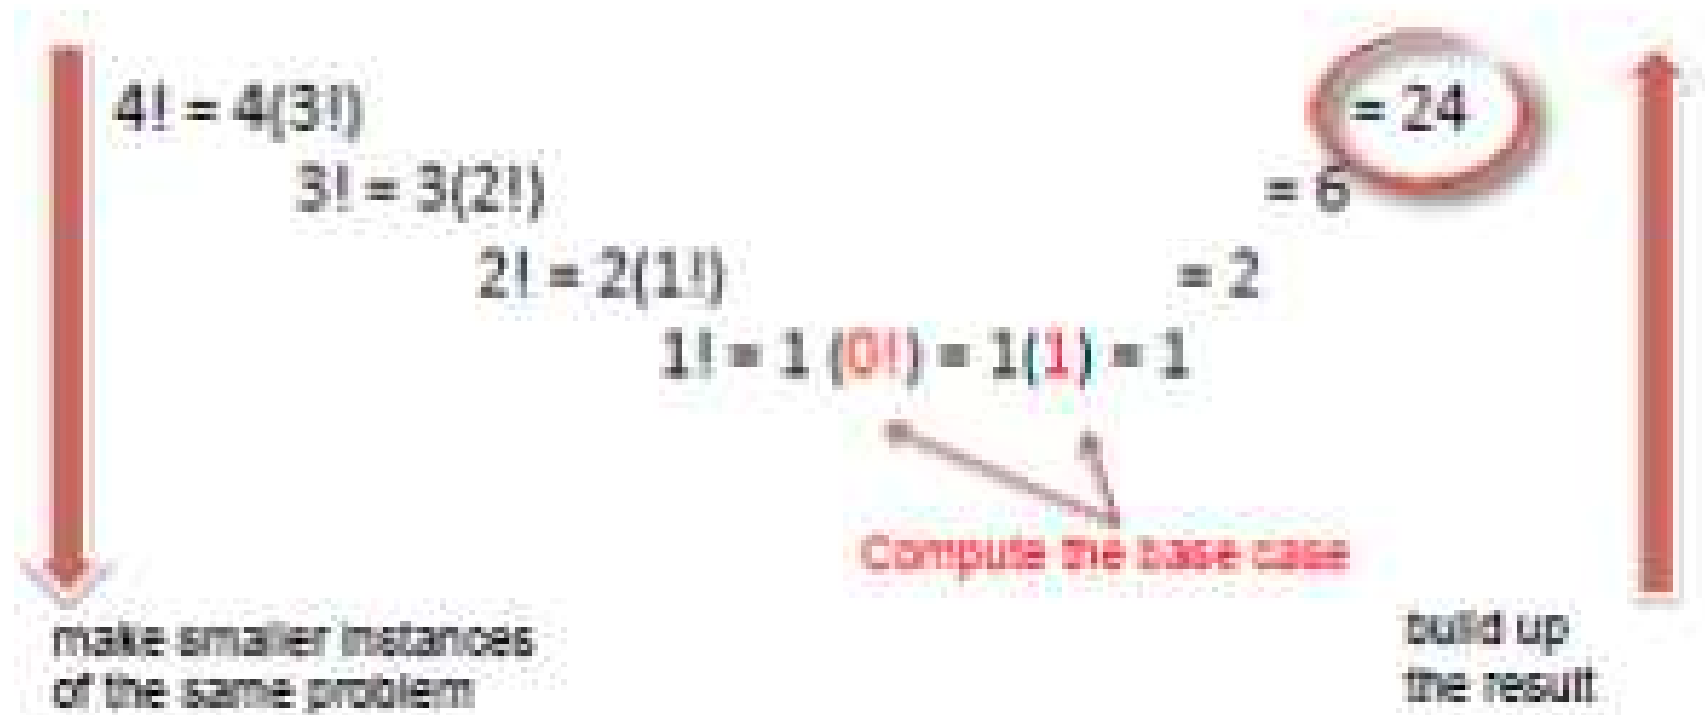 4! = 4(3!) = 24
3! = 3(2!) = 6
2! = 2(1!) = 2
1! = 1 (0!) = 1(1) = 1
Compute the base case
make smaller instances
of the same problem
build up
the result